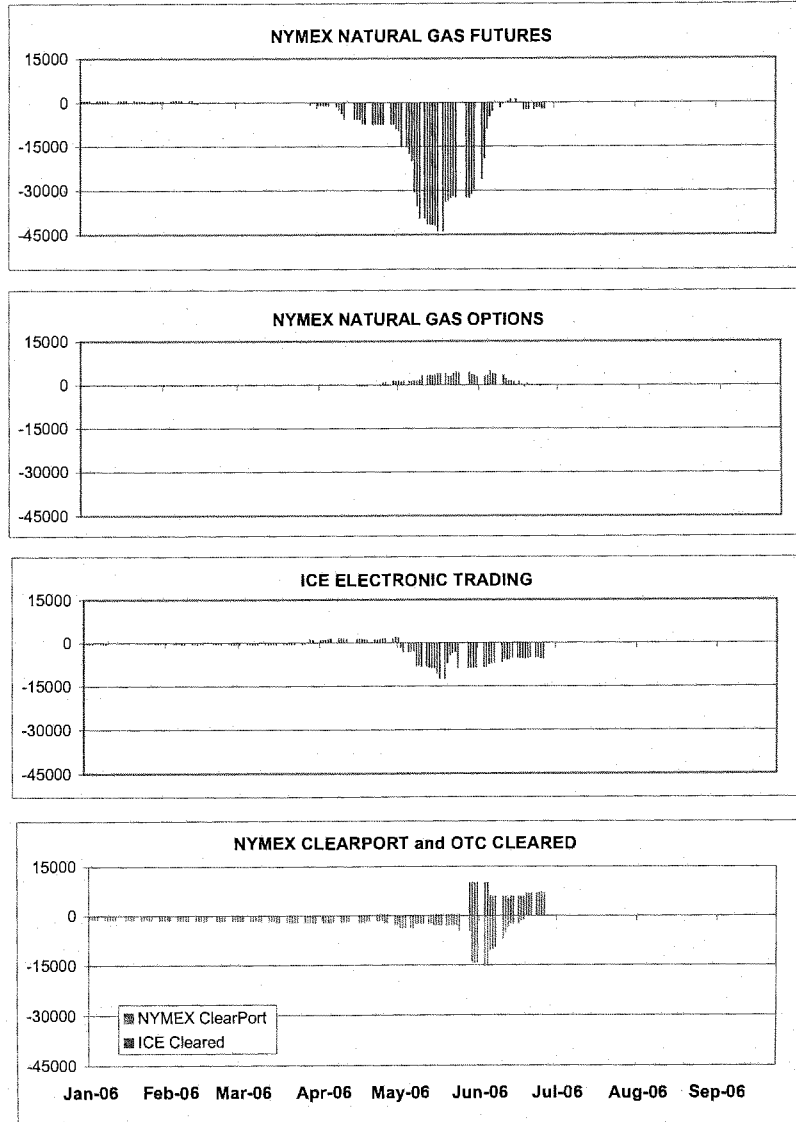 NYMEX NATURAL GAS FUTURES
15000
0
-15000
-30000
-45000
NYMEX NATURAL GAS OPTIONS
15000
0
-15000
-30000
-45000
ICE ELECTRONIC TRADING
15000
0
-15000
-30000
-45000
NYMEX CLEARPORT and OTC CLEARED
15000
0
-15000
-30000
-45000
NYMEX ClearPort
ICE Cleared
Jan-06 Feb-06 Mar-06 Apr-06 May-06 Jun-06 Jul-06 Aug-06 Sep-06